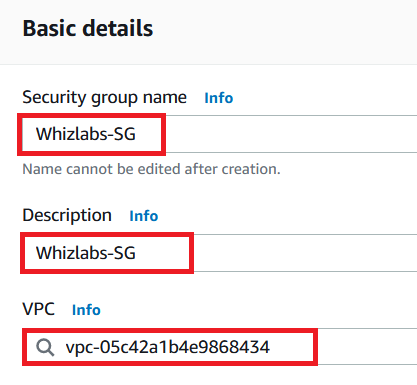 Basic details
Security group name Info
Whizlabs-SG
Name cannot be edited after creation.
Description Info
Whizlabs-SG
VPC Info
vpc-05c42a1b4e9868434